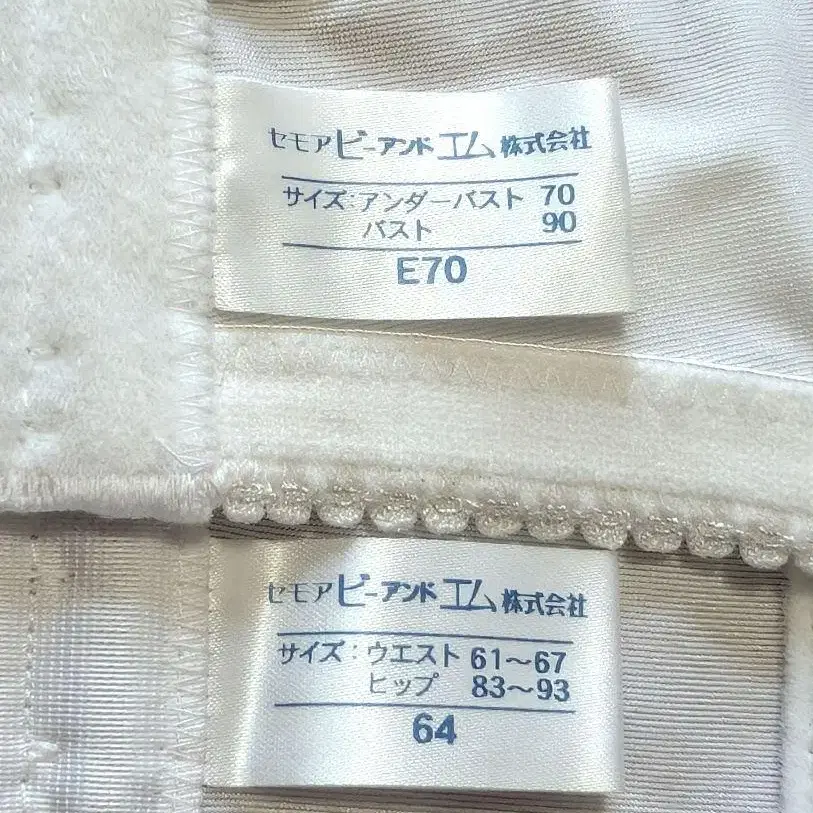 セモア ビーアンド エム 株式会社
サイズ：アンダーバスト 70
バスト 90
E70
セモア ビーアンド エム 株式会社
サイズ：ウエスト 61～67
ヒップ 83～93
64